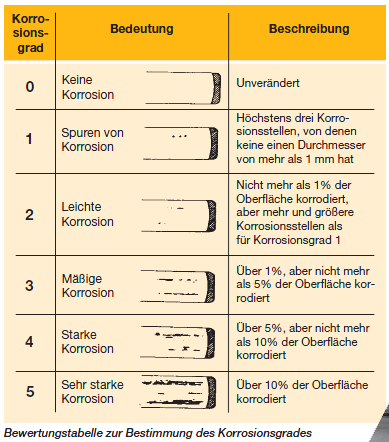 Korro-
sions-
grad
Bedeutung
Beschreibung
0
Keine
Korrosion
Unverändert
1
Spuren von
Korrosion
Höchstens drei Korro-
sionsstellen, von denen
keine einen Durchmesser
von mehr als 1 mm hat
2
Leichte
Korrosion
Nicht mehr als 1% der
Oberfläche korrodiert,
aber mehr und größere
Korrosionsstellen als
für Korrosionsgrad 1
3
Mäßige
Korrosion
Über 1%, aber nicht mehr
als 5% der Oberfläche kor-
rodiert
4
Starke
Korrosion
Über 5%, aber nicht mehr
als 10% der Oberfläche
korrodiert
5
Sehr starke
Korrosion
Über 10% der Oberfläche
korrodiert
Bewertungstabelle zur Bestimmung des Korrosionsgrades